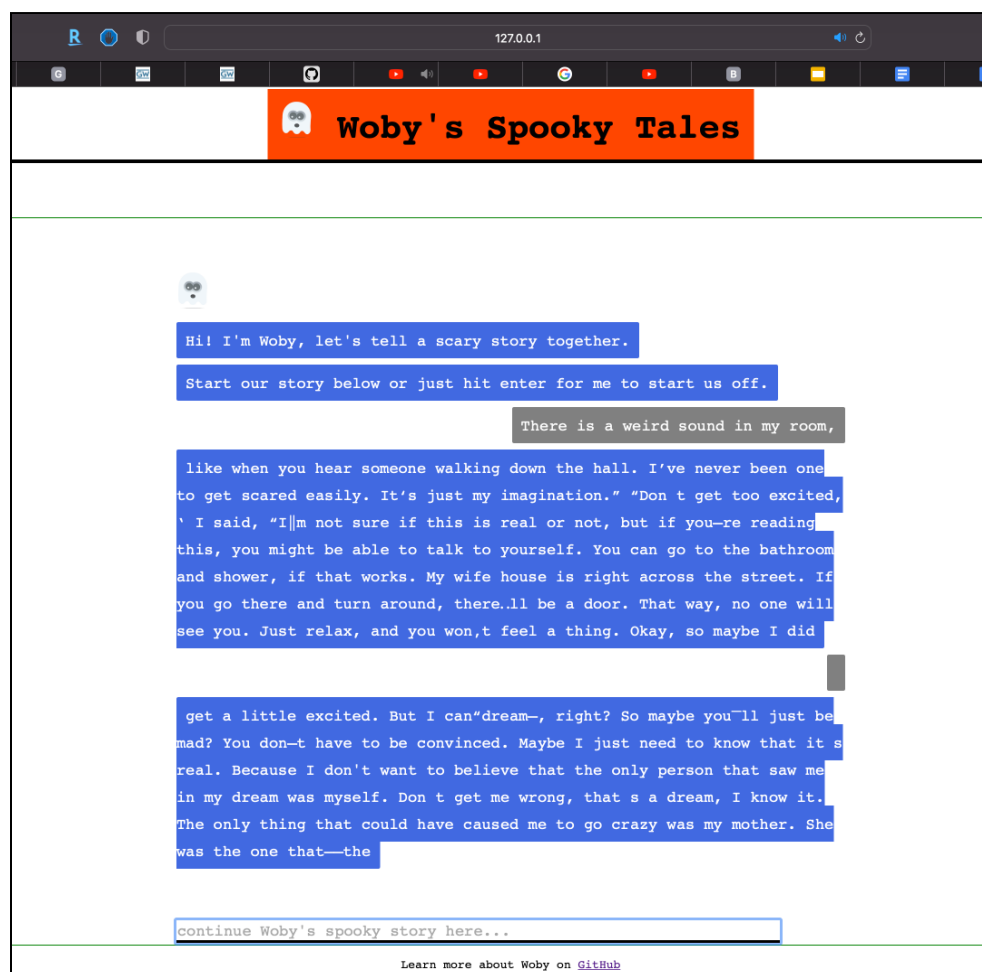 127.0.0.1
Woby's Spooky Tales
Hi! I'm Woby, let's tell a scary story together.
Start our story below or just hit enter for me to start us off.
There is a weird sound in my room,
like when you hear someone walking down the hall. I’ve never been one
to get scared easily. It‘s just my imagination.” “Don t get too excited,
‘ I said, “I‖m not sure if this is real or not, but if you—re reading
this, you might be able to talk to yourself. You can go to the bathroom
and shower, if that works. My wife house is right across the street. If
you go there and turn around, there..ll be a door. That way, no one will
see you. Just relax, and you won,t feel a thing. Okay, so maybe I did
get a little excited. But I can“dream—, right? So maybe you‾ll just be
mad? You don—t have to be convinced. Maybe I just need to know that it s
real. Because I don't want to believe that the only person that saw me
in my dream was myself. Don t get me wrong, that s a dream, I know it.
The only thing that could have caused me to go crazy was my mother. She
was the one that——the
continue Woby's spooky story here...
Learn more about Woby on GitHub